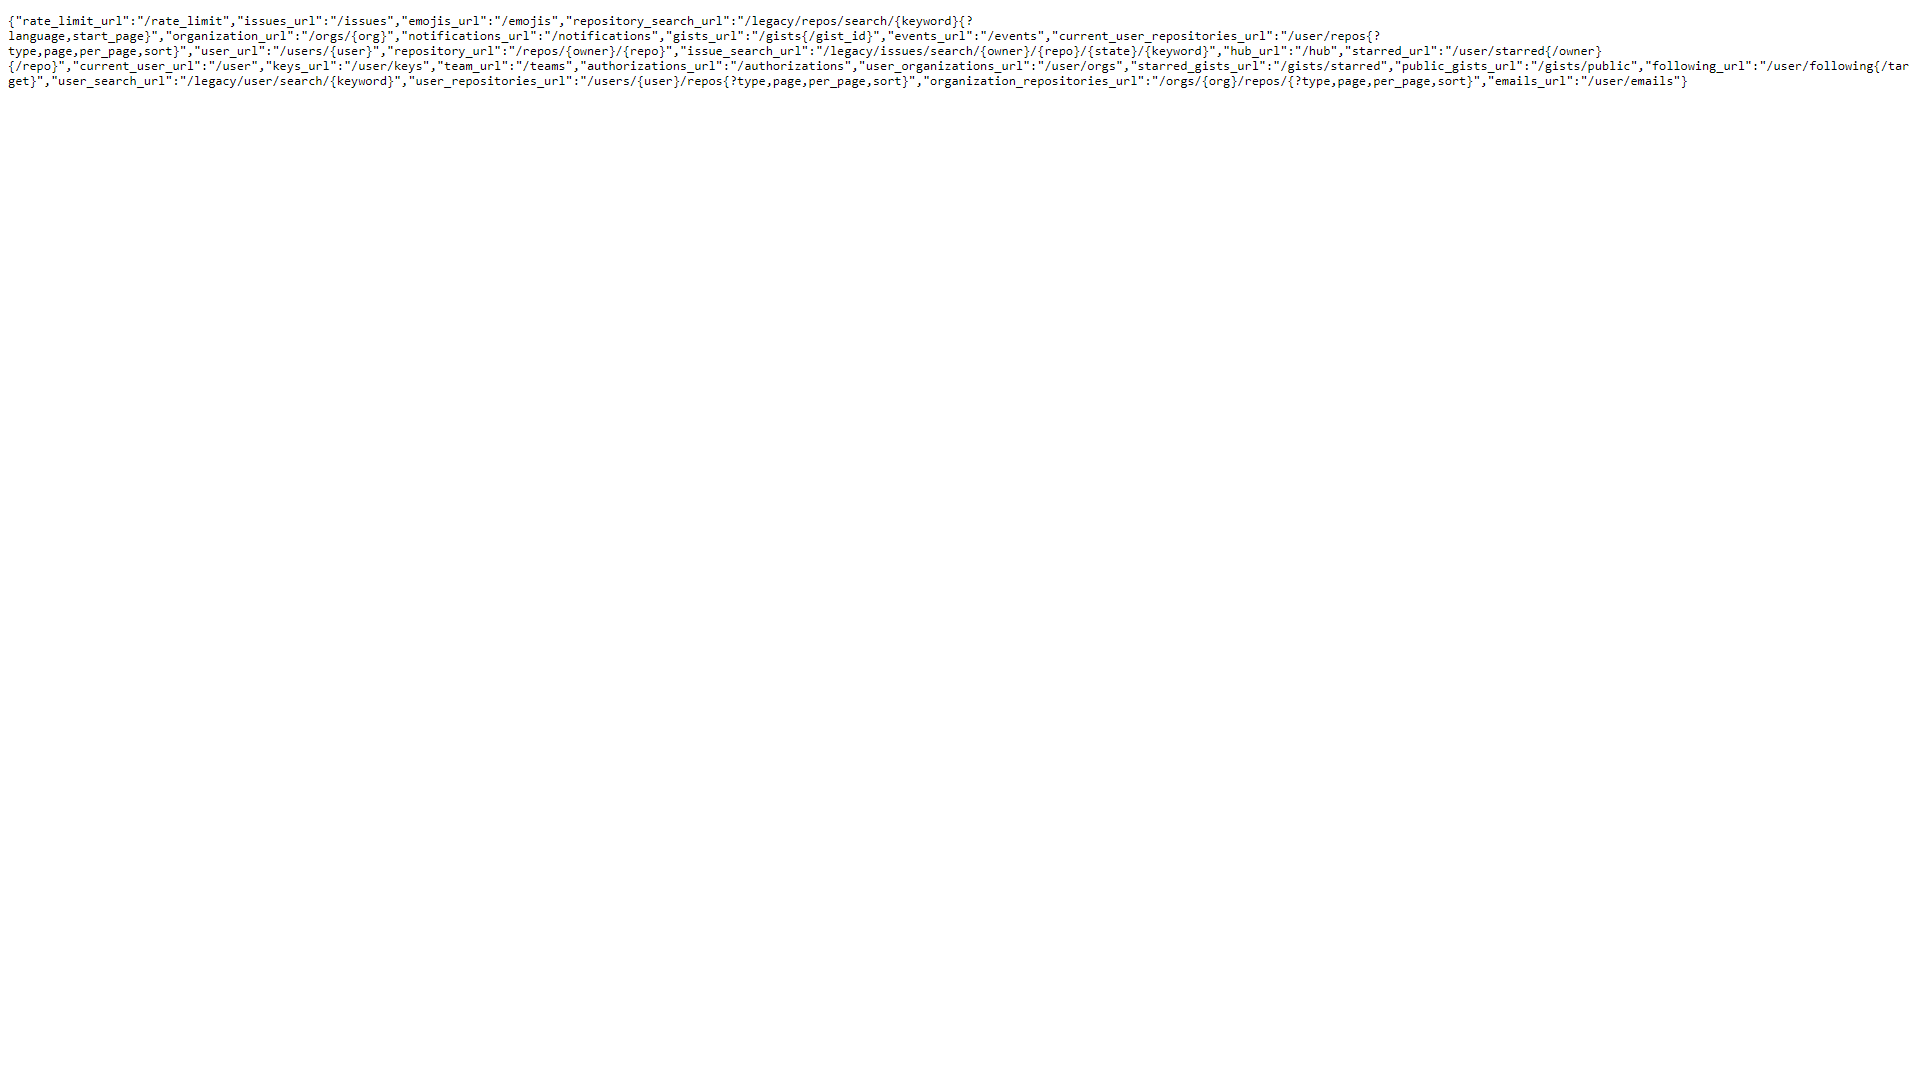 {"rate_limit_url":"/rate_limit","issues_url":"/issues","emojis_url":"/emojis","repository_search_url":"/legacy/repos/search/{keyword}{?
language,start_page}","organization_url":"/orgs/{org}","notifications_url":"/notifications","gists_url":"/gists{/gist_id}","events_url":"/events","current_user_repositories_url":"/user/repos{?
type,page,per_page,sort}","user_url":"/users/{user}","repository_url":"/repos/{owner}/{repo}","issue_search_url":"/legacy/issues/search/{owner}/{repo}/{state}/{keyword}","hub_url":"/hub","starred_url":"/user/starred{/owner}
{/repo}","current_user_url":"/user","keys_url":"/user/keys","team_url":"/teams","authorizations_url":"/authorizations","user_organizations_url":"/user/orgs","starred_gists_url":"/gists/starred","public_gists_url":"/gists/public","following_url":"/user/following{/tar
get}","user_search_url":"/legacy/user/search/{keyword}","user_repositories_url":"/users/{user}/repos{?type,page,per_page,sort}","organization_repositories_url":"/orgs/{org}/repos/{?type,page,per_page,sort}","emails_url":"/user/emails"}